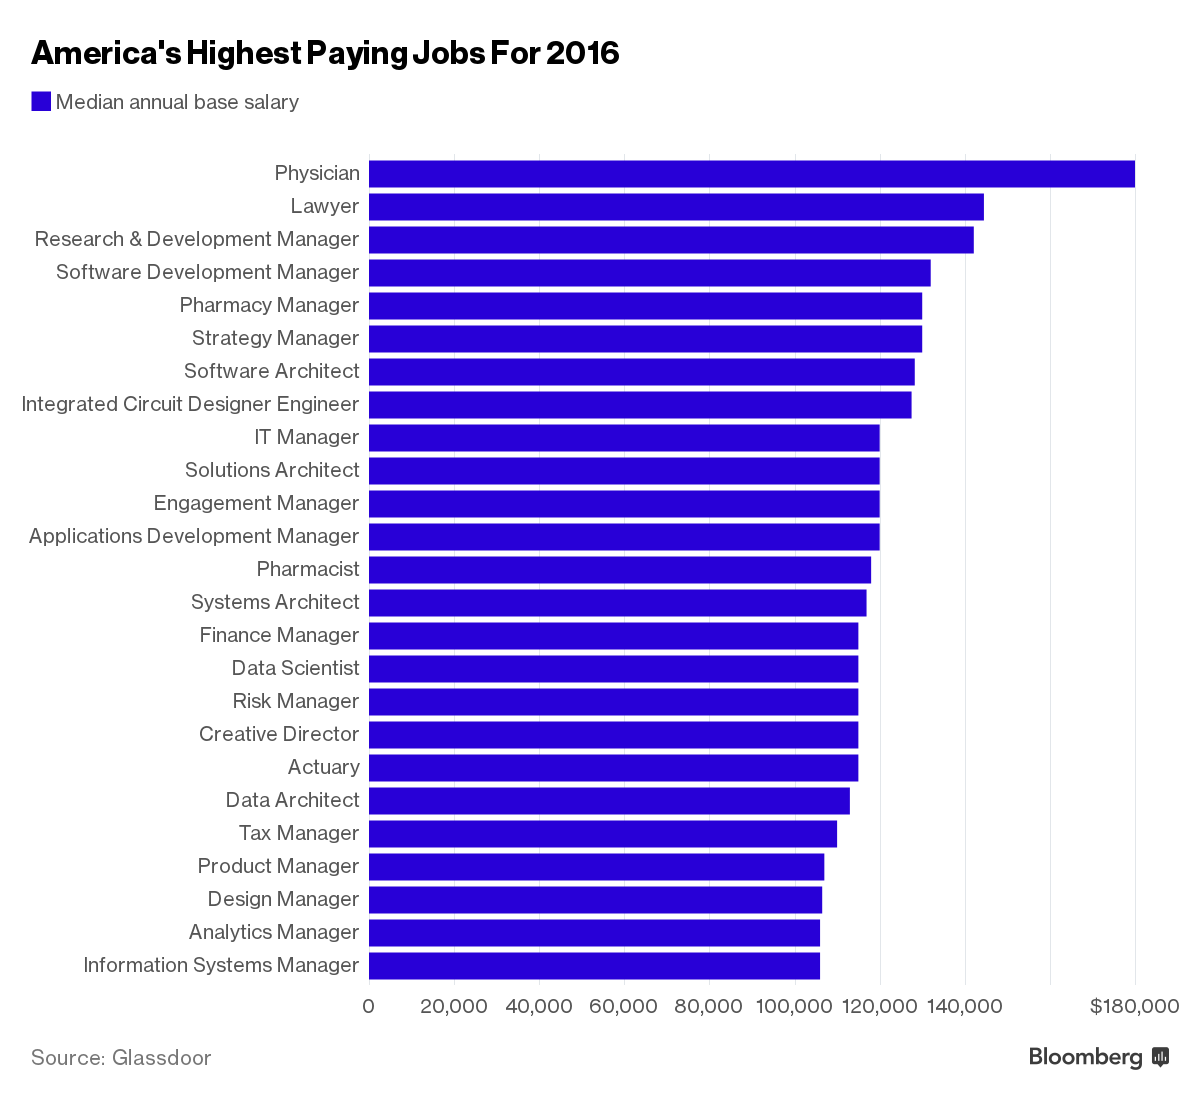 America's Highest Paying Jobs For 2016
Median annual base salary
Physician
Lawyer
Research & Development Manager
Software Development Manager
Pharmacy Manager
Strategy Manager
Software Architect
Integrated Circuit Designer Engineer
IT Manager
Solutions Architect
Engagement Manager
Applications Development Manager
Pharmacist
Systems Architect
Finance Manager
Data Scientist
Risk Manager
Creative Director
Actuary
Data Architect
Tax Manager
Product Manager
Design Manager
Analytics Manager
Information Systems Manager
0 20,000 40,000 60,000 80,000 100,000 120,000 140,000 $180,000
Source: Glassdoor Bloomberg